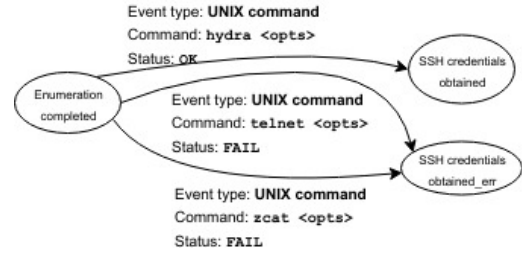 Event type: UNIX command
Command: hydra <opts>
Status: OK
SSH credentials
obtained
Enumeration
completed
Event type: UNIX command
Command: telnet <opts>
Status: FAIL
SSH credentials
obtained_err
Event type: UNIX command
Command: zcat <opts>
Status: FAIL